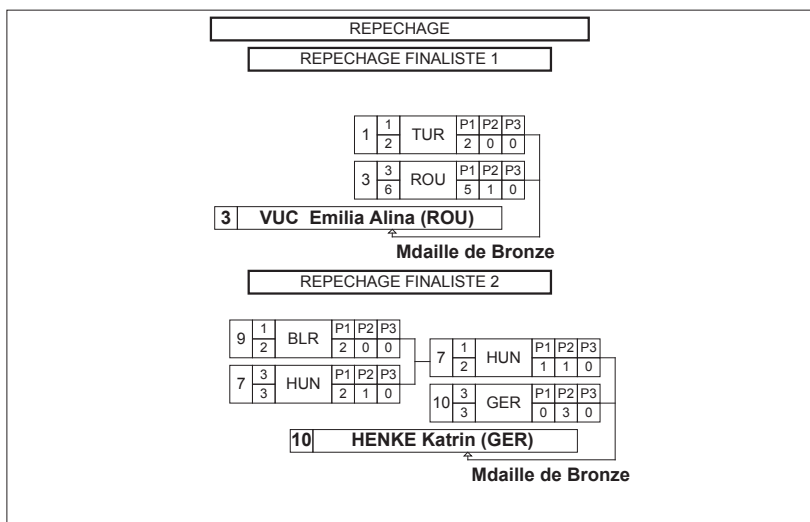 REPECHAGE
REPECHAGE FINALISTE 1
1 1 TUR P1 P2 P3
2 2 0 0
3 3 ROU P1 P2 P3
6 5 1 0
3 VUC Emilia Alina (ROU)
Mdaille de Bronze
REPECHAGE FINALISTE 2
9 1 BLR P1 P2 P3
2 2 0 0
7 1 HUN P1 P2 P3
2 1 1 0
7 3 HUN P1 P2 P3
3 2 1 0
10 3 GER P1 P2 P3
3 0 3 0
10 HENKE Katrin (GER)
Mdaille de Bronze